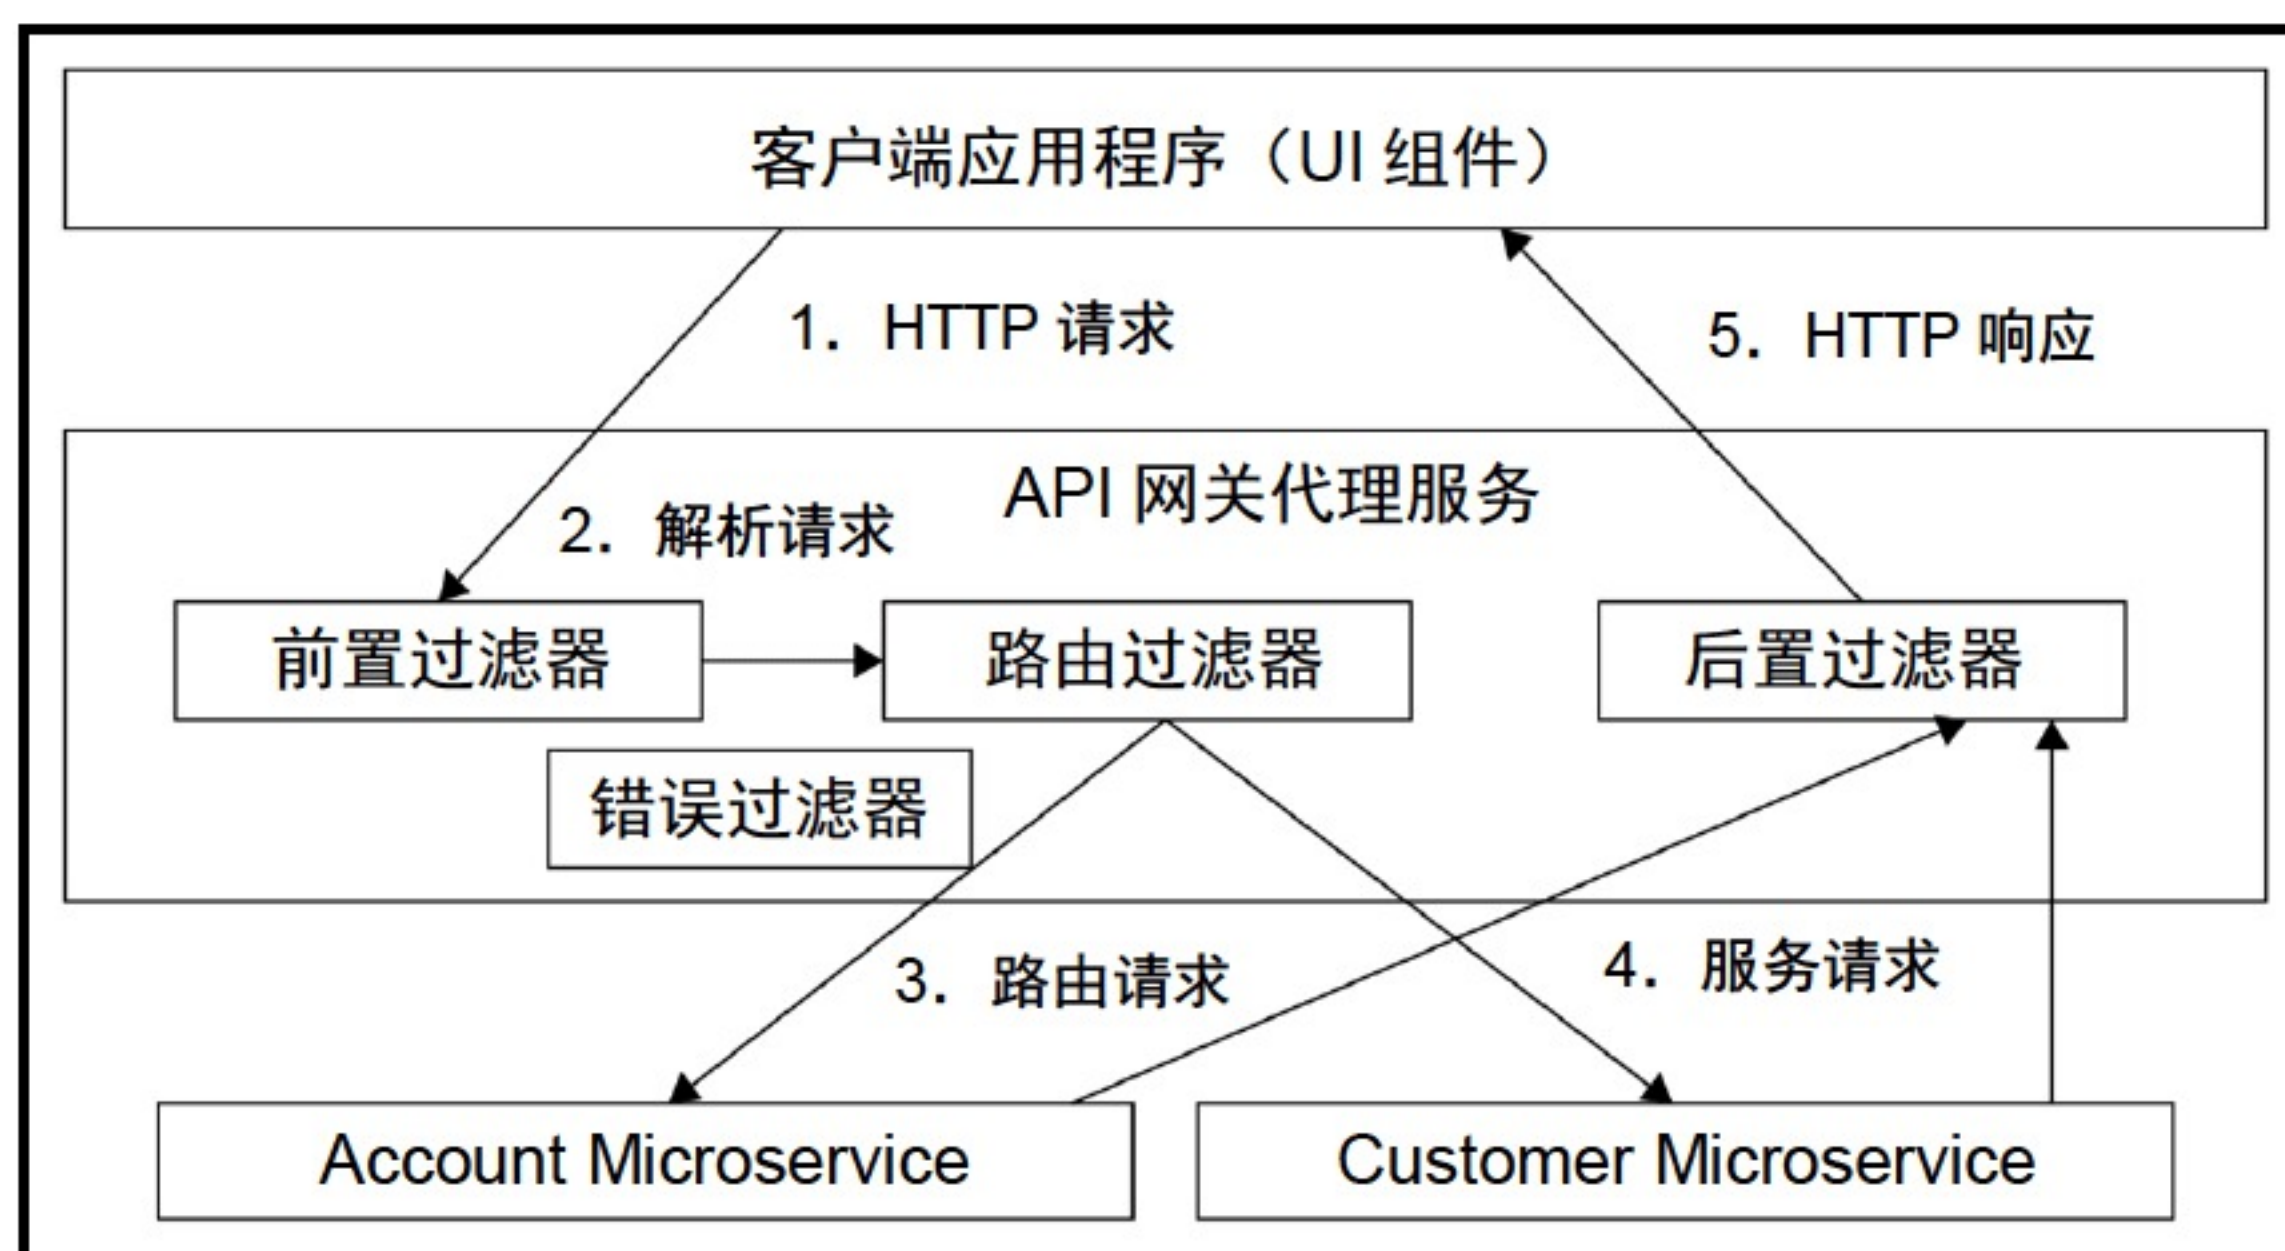 客户端应用程序（UI 组件）
1． HTTP 请求
5． HTTP 响应
API 网关代理服务
2． 解析请求
前置过滤器
路由过滤器
后置过滤器
错误过滤器
3． 路由请求
4． 服务请求
Account Microservice
Customer Microservice